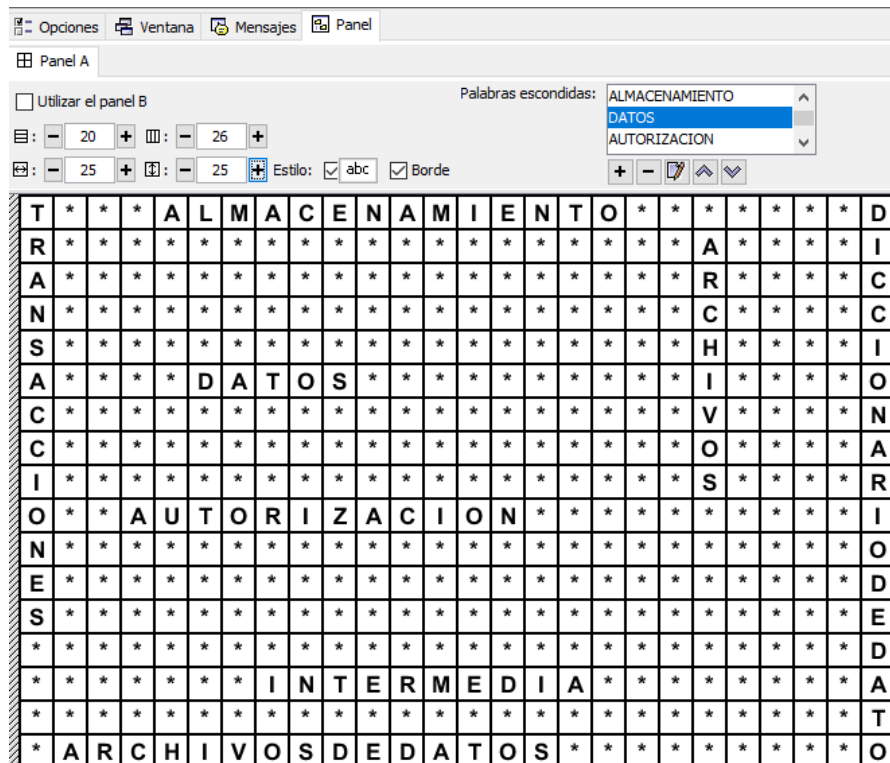 Opciones Ventana Mensajes Panel
Panel A
Utilizar el panel B
Palabras escondidas:
ALMACENAMIENTO
DATOS
AUTORIZACION
: − 20 + : − 26 +
: − 25 + : − 25 + Estilo: abc Borde
T * * * A L M A C E N A M I E N T O * * * * * * * D
R * * * * * * * * * * * * * * * * * * * A * * * * I
A * * * * * * * * * * * * * * * * * * * R * * * * C
N * * * * * * * * * * * * * * * * * * * C * * * * C
S * * * * * * * * * * * * * * * * * * * H * * * * I
A * * * * D A T O S * * * * * * * * * * I * * * * O
C * * * * * * * * * * * * * * * * * * * V * * * * N
C * * * * * * * * * * * * * * * * * * * O * * * * A
I * * * * * * * * * * * * * * * * * * * S * * * * R
O * * A U T O R I Z A C I O N * * * * * * * * * * I
N * * * * * * * * * * * * * * * * * * * * * * * * O
E * * * * * * * * * * * * * * * * * * * * * * * * D
S * * * * * * * * * * * * * * * * * * * * * * * * E
* * * * * * * * * * * * * * * * * * * * * * * * * D
* * * * * * * I N T E R M E D I A * * * * * * * * A
* * * * * * * * * * * * * * * * * * * * * * * * * T
* A R C H I V O S D E D A T O S * * * * * * * * * O